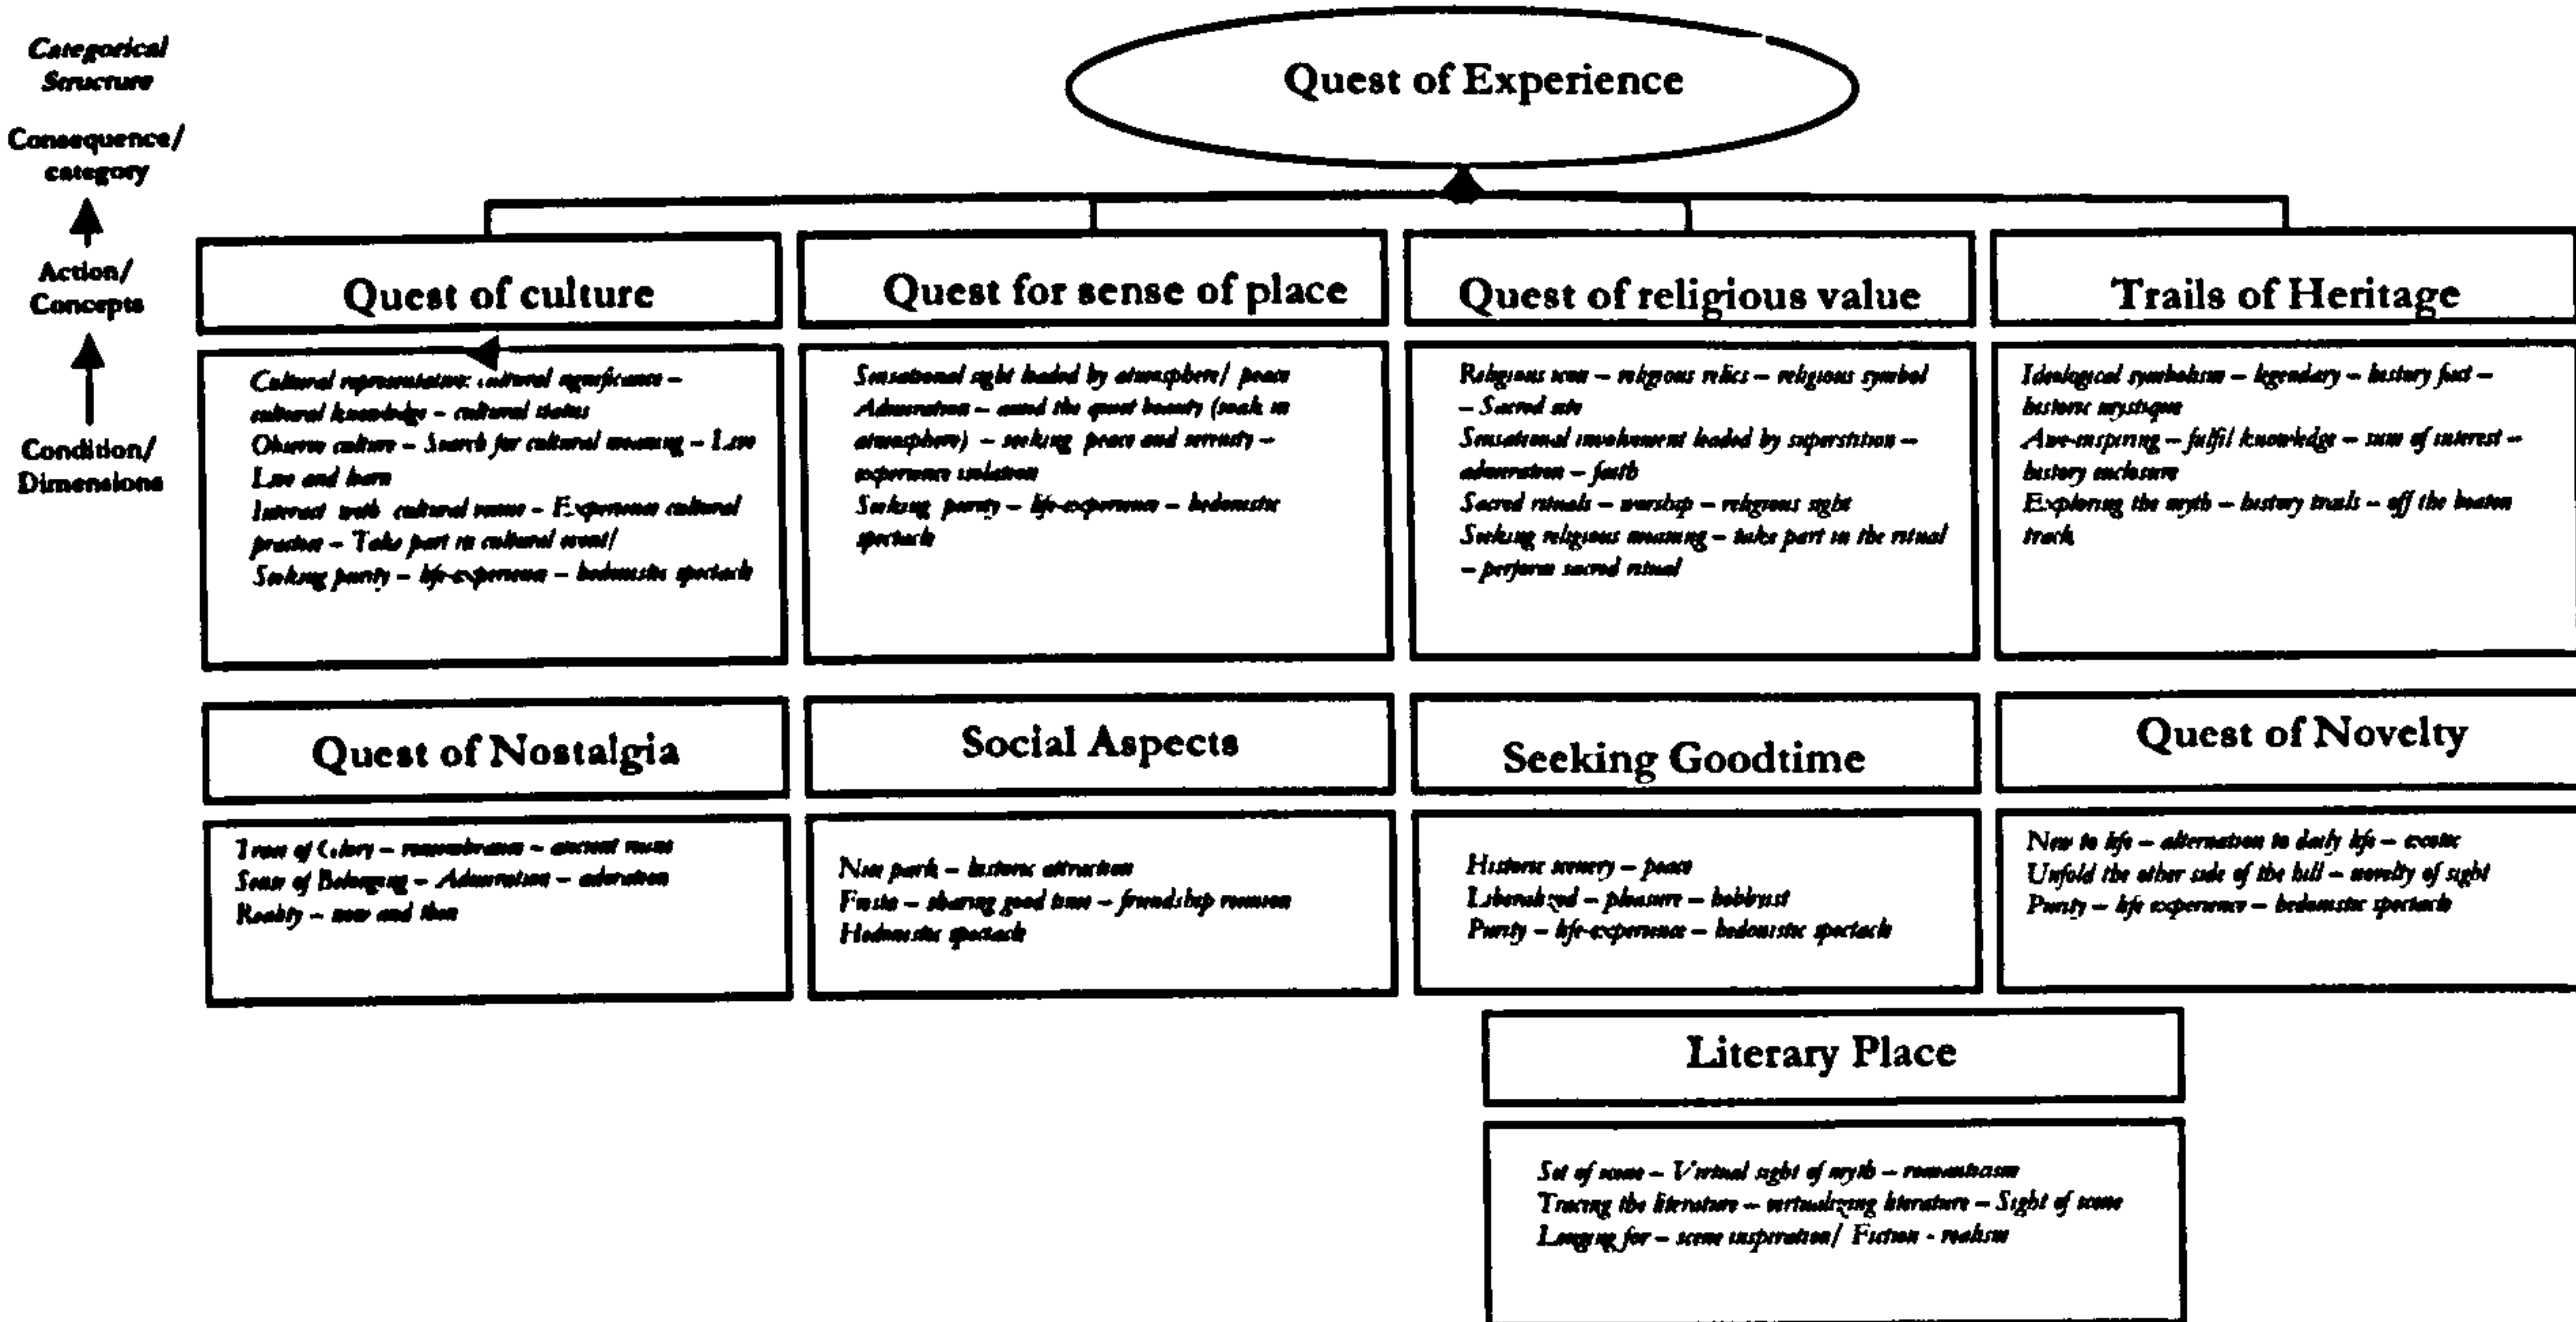 Categorical
Structure
Consequence/
category
Action/
Concepts
Condition/
Dimensions
Quest of Experience
Quest of culture
Cultural representative: cultural significance –
cultural knowledge – cultural status
Observe culture – Search for cultural meaning – Live
Live and learn
Interact with cultural – Experience cultural
practice – Take part in cultural event/
Seeking purity – life-experience – hedonistic spectacle
Quest for sense of place
Sensational sight loaded by atmosphere/ peace
Admiration – the quest beauty (soak in
atmosphere) – seeking peace and serenity –
experience isolation
Seeking purity – life-experience – hedonistic
spectacle
Quest of religious value
Religious icon – religious relics – religious symbol
– Sacred site
Sensational involvement loaded by superstition –
admiration – faith
Sacred rituals – worship – religious sight
Seeking religious meaning – take part in the ritual
– perform sacred ritual
Trails of Heritage
Ideological symbolism – legendary – history fact –
historic mystique
Awe-inspiring – fulfil knowledge – sum of interest –
history enclosure
Exploring the myth – history trails – off the beaten
track
Quest of Nostalgia
of Glory – remembrance – ancient ruins
Sense of Belonging – Admiration – adoration
Reality – now and then
Social Aspects
Nice park – historic attraction
Fiesta – sharing good time – friendship reunion
Hedonistic spectacle
Seeking Goodtime
Historic scenery – peace
Liberalized – pleasure – hobbyist
Purity – life-experience – hedonistic spectacle
Quest of Novelty
New to life – alternation to daily life – exotic
Unfold the other side of the hill – novelty of sight
Purity – life experience – hedonistic spectacle
Literary Place
Set of scene – Virtual sight of myth – romanticism
Tracing the literature – virtualizing literature – Sight of scene
Longing for – scene inspiration/ Fiction - realism